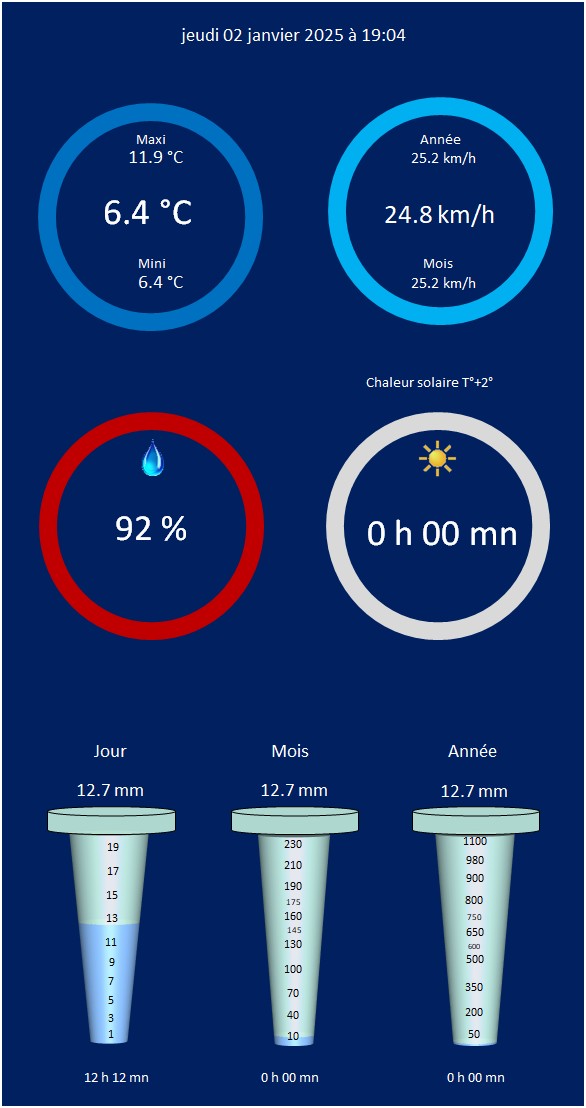 jeudi 02 janvier 2025 à 19:04
Maxi
11.9 °C
6.4 °C
Mini
6.4 °C
Année
25.2 km/h
24.8 km/h
Mois
25.2 km/h
Chaleur solaire T°+2°
92 %
0 h 00 mn
Jour
12.7 mm
19
17
15
13
11
9
7
5
3
1
12 h 12 mn
Mois
12.7 mm
230
210
190
175
160
145
130
100
70
40
10
0 h 00 mn
Année
12.7 mm
1100
980
900
800
750
650
600
500
350
200
50
0 h 00 mn